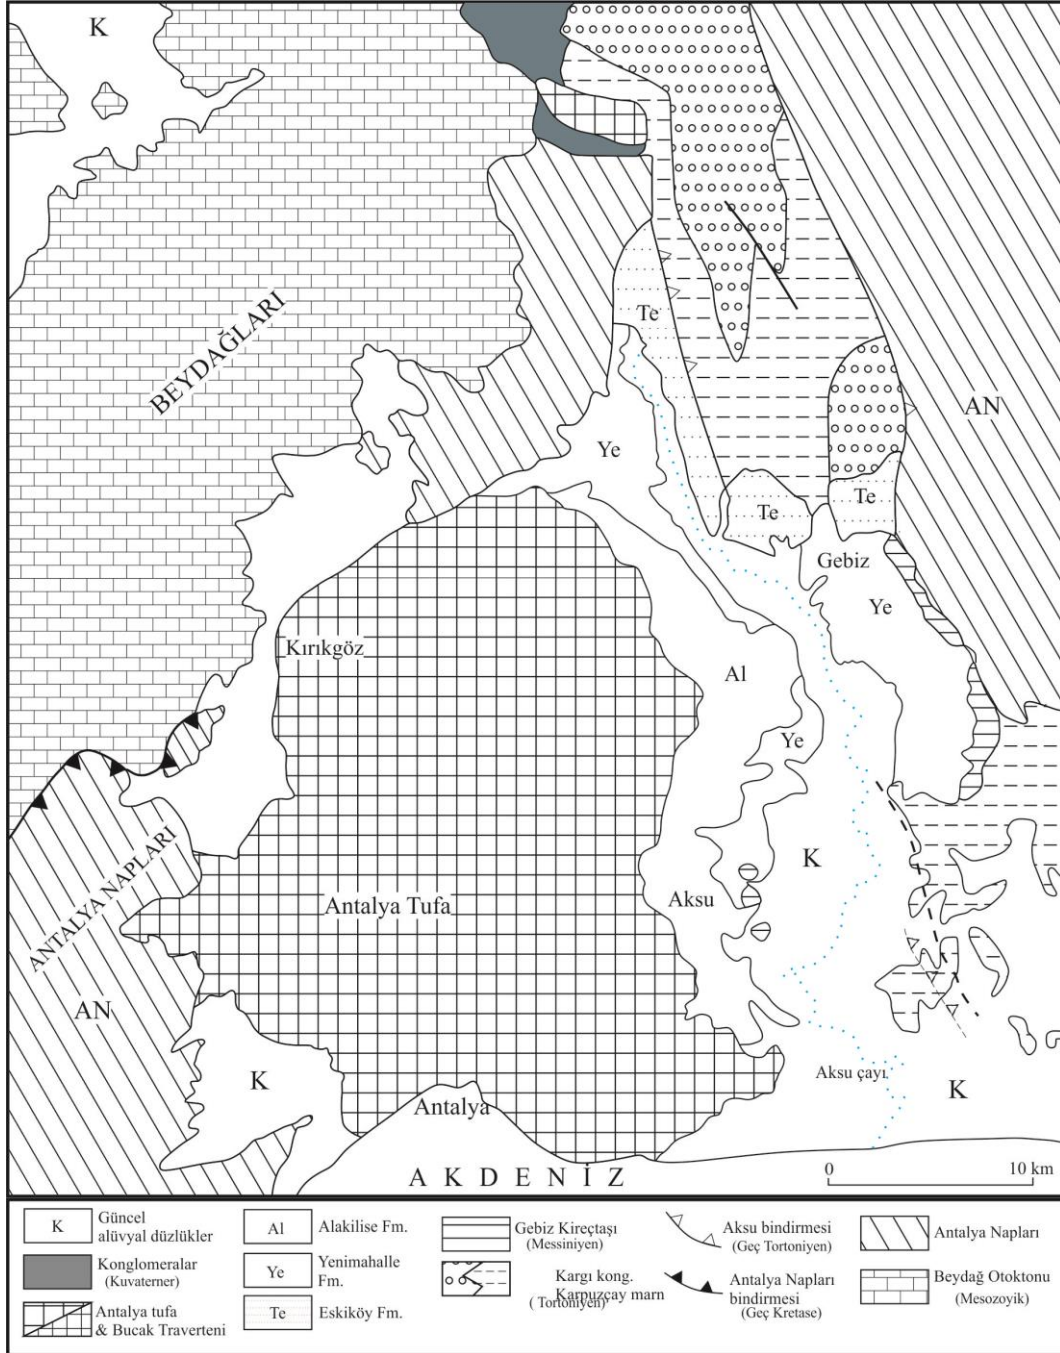 K
BEYDAĞLARI
Te
AN
Ye
Te
Te
Gebiz
Ye
Kırıkgöz
Al
Ye
K
ANTALYA NAPLARI
Antalya Tufa
Aksu
AN
K
Aksu çayı
K
Antalya
AKDENİZ
0 10 km
K Güncel
alüvyal düzlükler
Konglomeralar
(Kuvaterner)
Antalya tufa
& Bucak Traverteni
Al Alakilise Fm.
Ye Yenimahalle
Fm.
Te Eskiköy Fm.
Gebiz Kireçtaşı
(Messiniyen)
Kargı kong.
Karpuzçay marn
(Tortoniyen)
Aksu bindirmesi
(Geç Tortoniyen)
Antalya Napları
bindirmesi
(Geç Kretase)
Antalya Napları
Beydağ Otoktonu
(Mesozoyik)